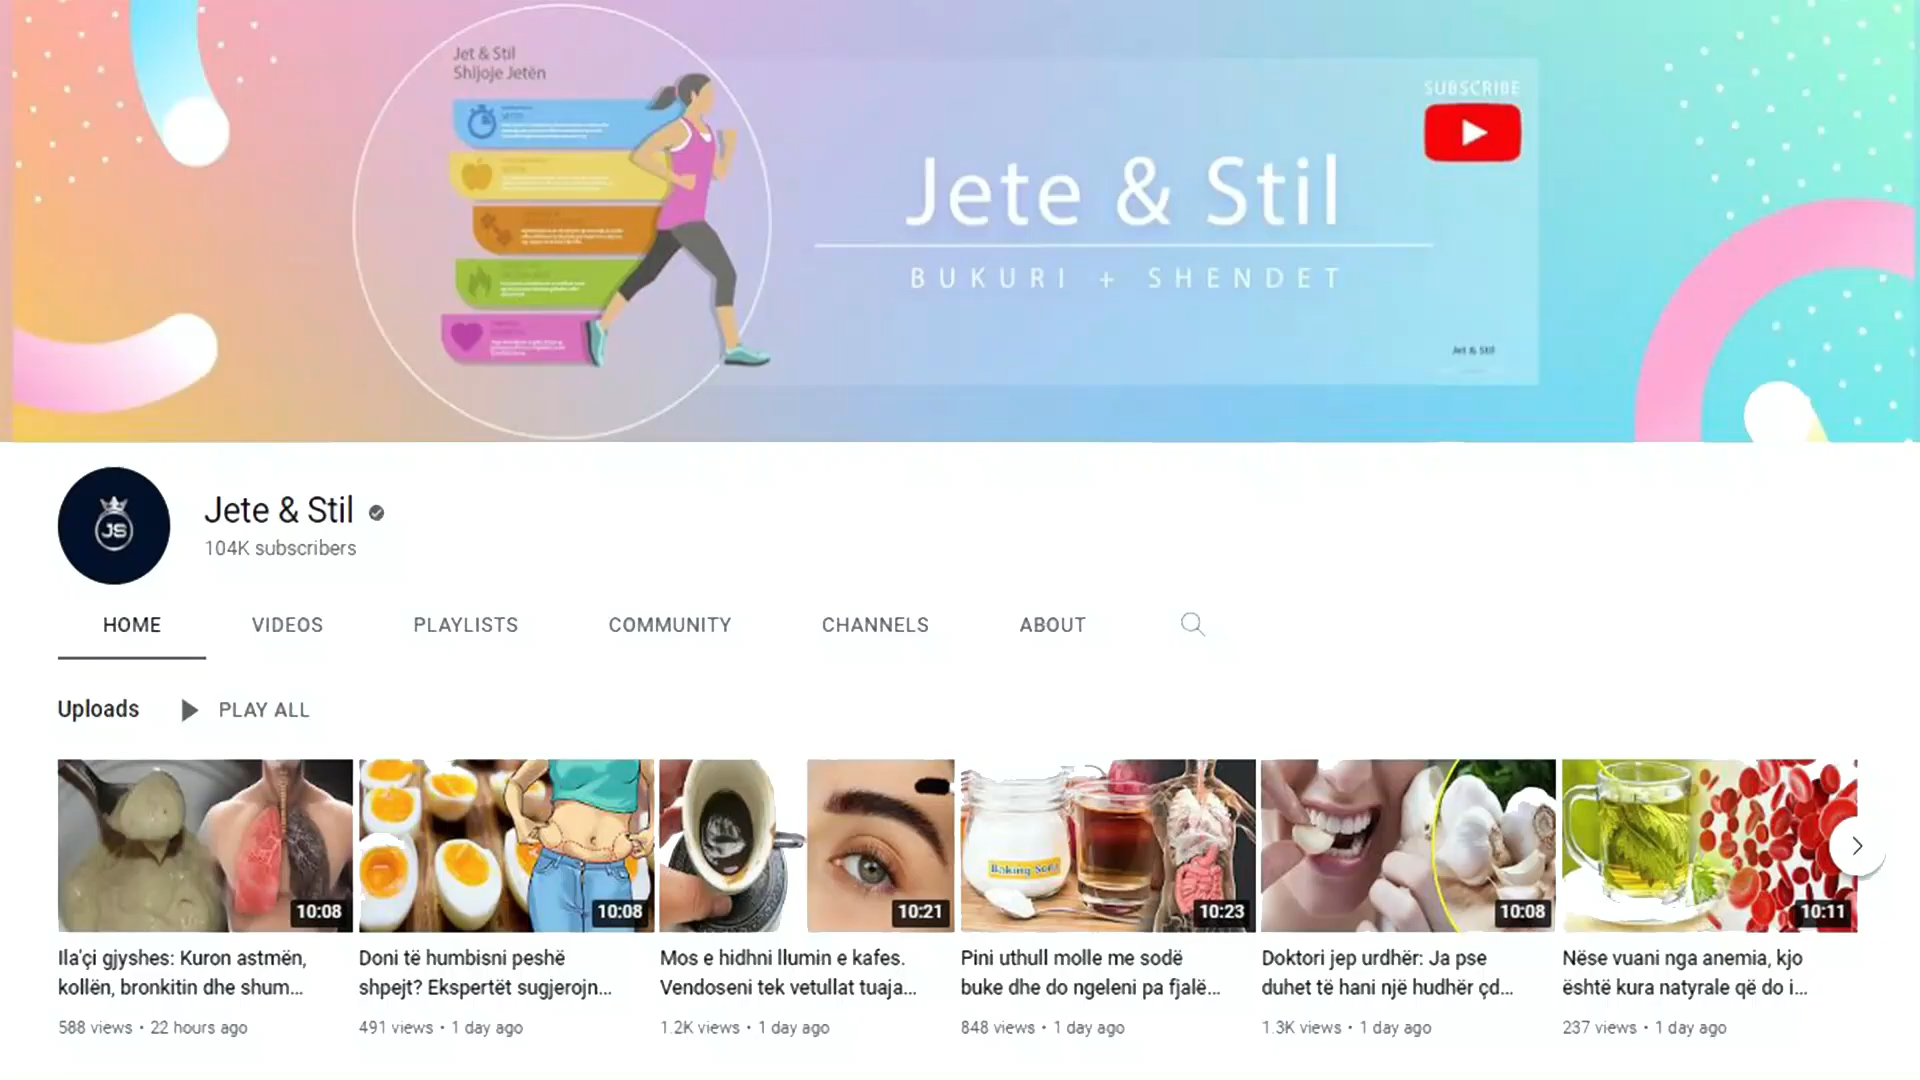 Jet & Stil
Shijoje Jetën
SUBSCRIBE
Jete & Stil
BUKURI + SHENDET
Jet & Stil
JS
Jete & Stil
104K subscribers
HOME VIDEOS PLAYLISTS COMMUNITY CHANNELS ABOUT
Uploads PLAY ALL
Baking Soda
10:08
10:08
10:21
10:23
10:08
10:11
Ila'çi gjyshes: Kuron astmën,
kollën, bronkitin dhe shum...
588 views • 22 hours ago
Doni të humbisni peshë
shpejt? Ekspertët sugjerojn...
491 views • 1 day ago
Mos e hidhni llumin e kafes.
Vendoseni tek vetullat tuaja...
1.2K views • 1 day ago
Pini uthull molle me sodë
buke dhe do ngeleni pa fjalë...
848 views • 1 day ago
Doktori jep urdhër: Ja pse
duhet të hani një hudhër çd...
1.3K views • 1 day ago
Nëse vuani nga anemia, kjo
është kura natyrale që do i...
237 views • 1 day ago